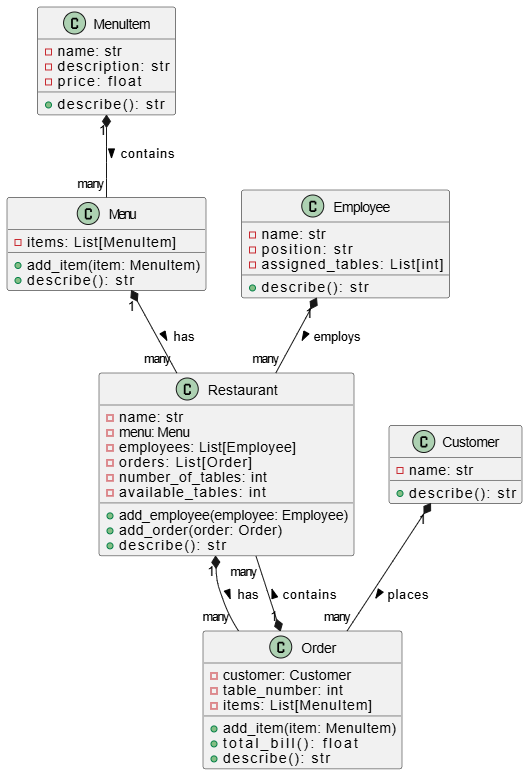 C MenuItem
name: str
description: str
price: float
describe(): str
1
contains
many
C Menu
items: List[MenuItem]
add_item(item: MenuItem)
describe(): str
C Employee
name: str
position: str
assigned_tables: List[int]
describe(): str
1
has
many
1
employs
many
C Restaurant
name: str
menu: Menu
employees: List[Employee]
orders: List[Order]
number_of_tables: int
available_tables: int
add_employee(employee: Employee)
add_order(order: Order)
describe(): str
C Customer
name: str
describe(): str
1
has
many
many
contains
1
1
places
many
C Order
customer: Customer
table_number: int
items: List[MenuItem]
add_item(item: MenuItem)
total_bill(): float
describe(): str